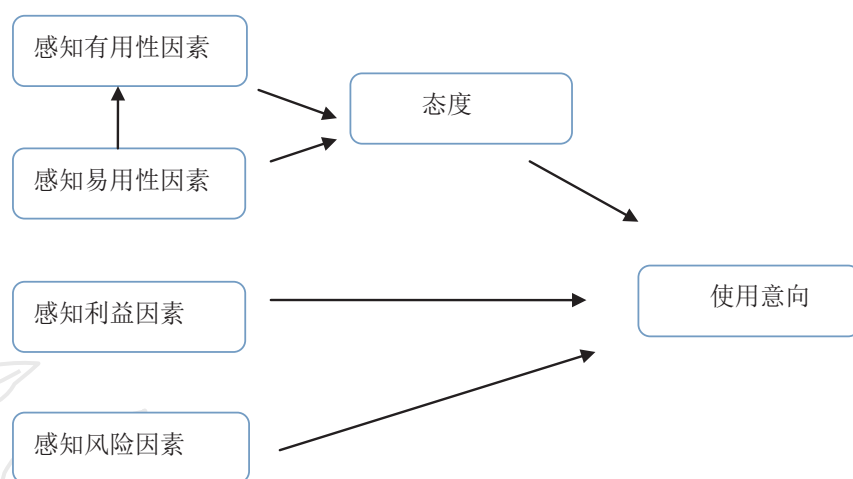 感知有用性因素
态度
感知易用性因素
使用意向
感知利益因素
感知风险因素